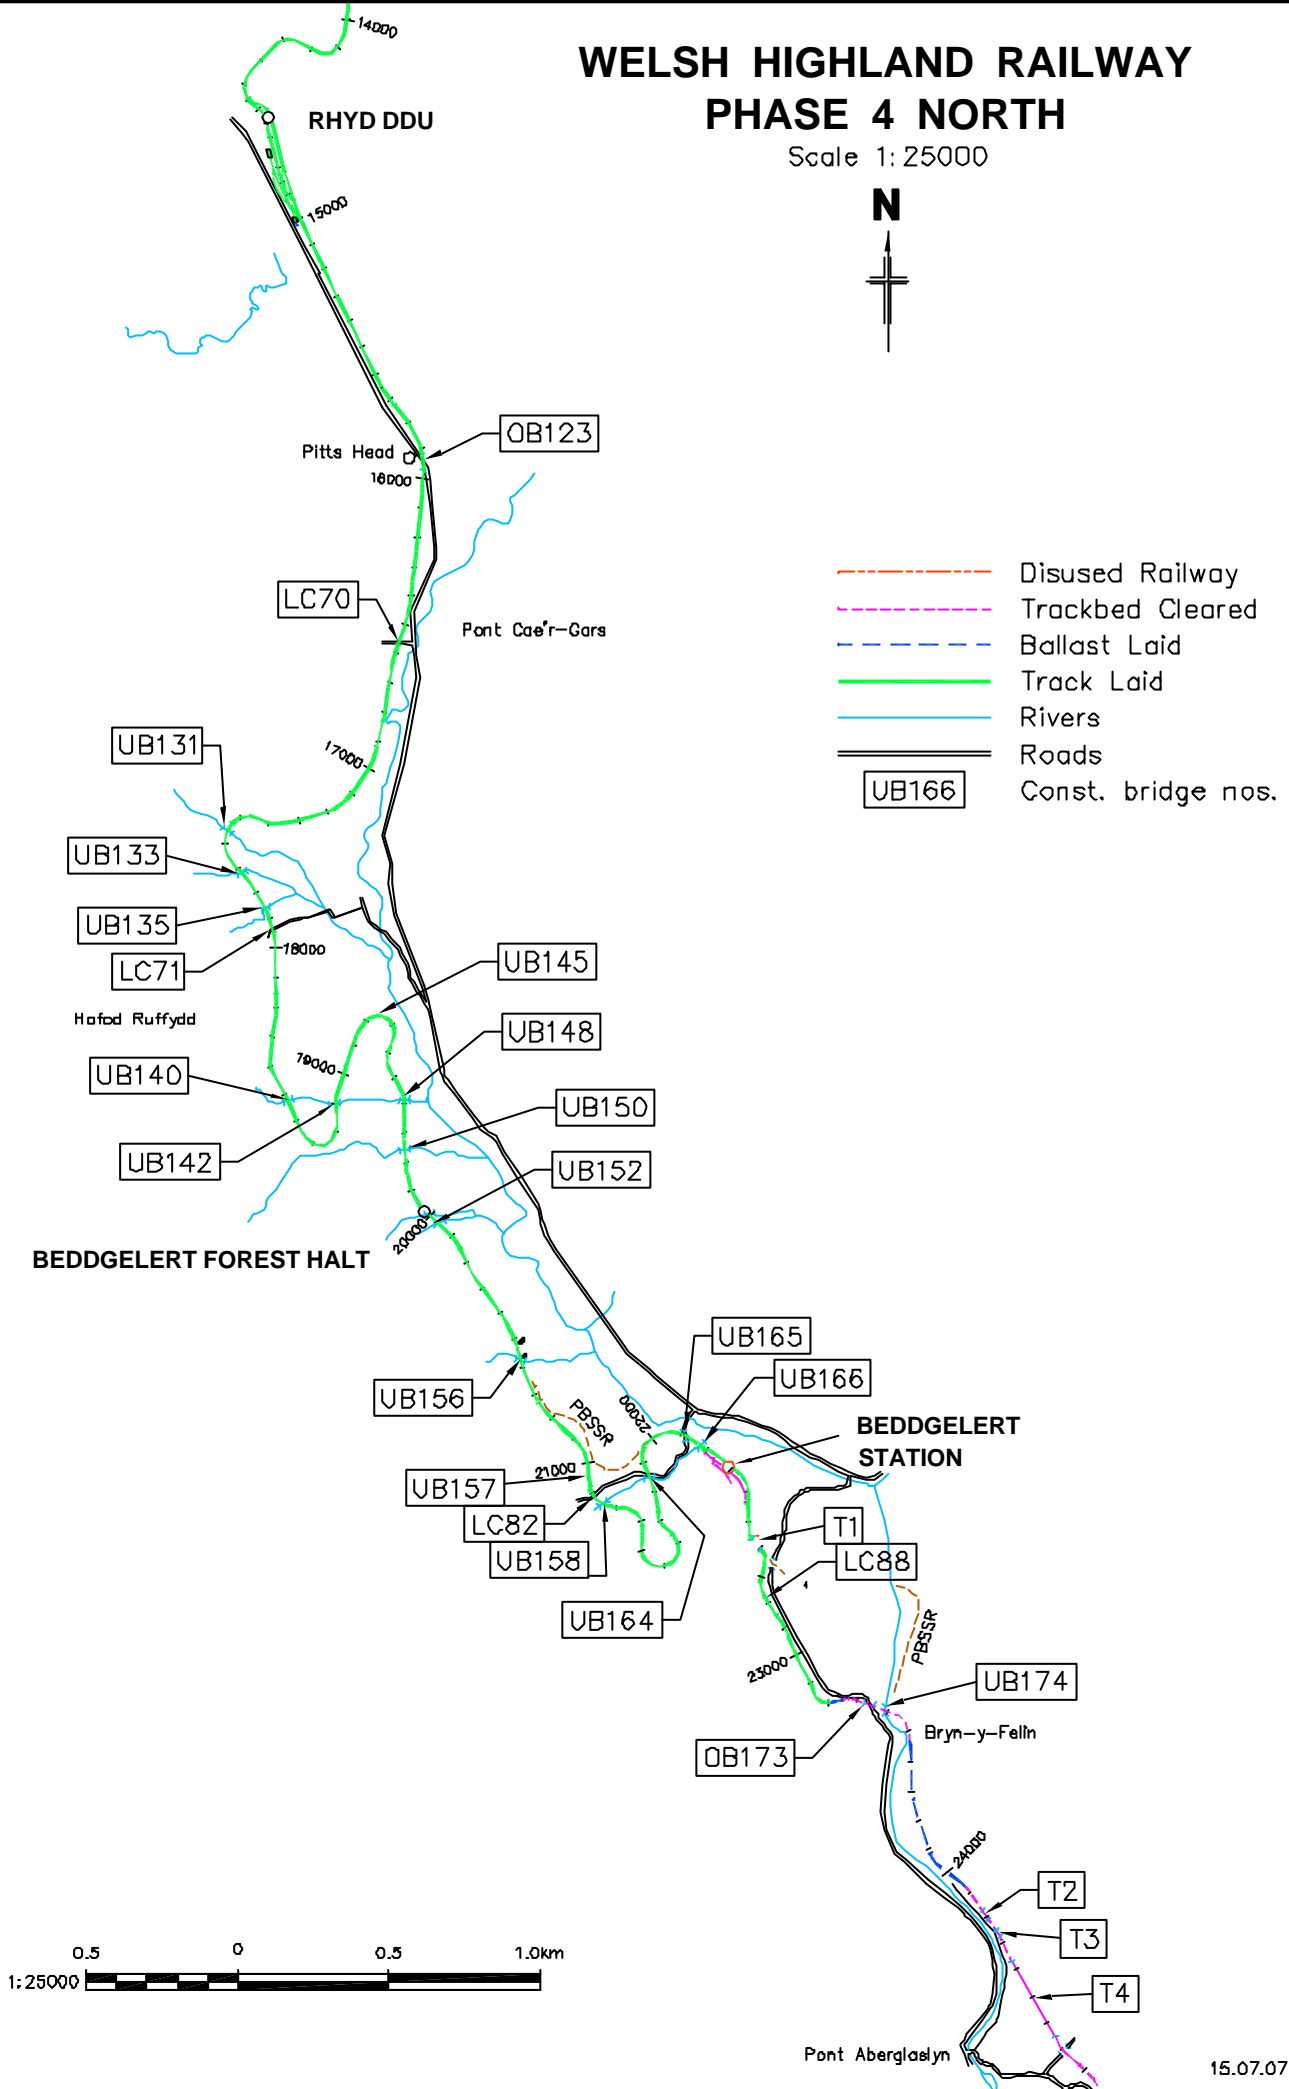 WELSH HIGHLAND RAILWAY
PHASE 4 NORTH
Scale 1:25000
N
14000
RHYD DDU
15000
OB123
Pitts Head
16000
LC70
Pont Cae'r-Gors
Disused Railway
Trackbed Cleared
Ballast Laid
Track Laid
Rivers
Roads
UB166
Const. bridge nos.
17000
UB131
UB133
UB135
LC71
18000
UB145
Hafod Ruffydd
UB148
19000
UB140
UB150
UB142
UB152
20000
BEDDGELERT FOREST HALT
UB165
UB166
UB156
PBSSR
22000
BEDDGELERT
STATION
21000
UB157
LC82
UB158
T1
LC88
UB164
PBSSR
23000
UB174
Bryn-y-Felin
OB173
24000
T2
T3
T4
0.5 0 0.5 1.0km
1:25000
Pont Aberglaslyn
15.07.07